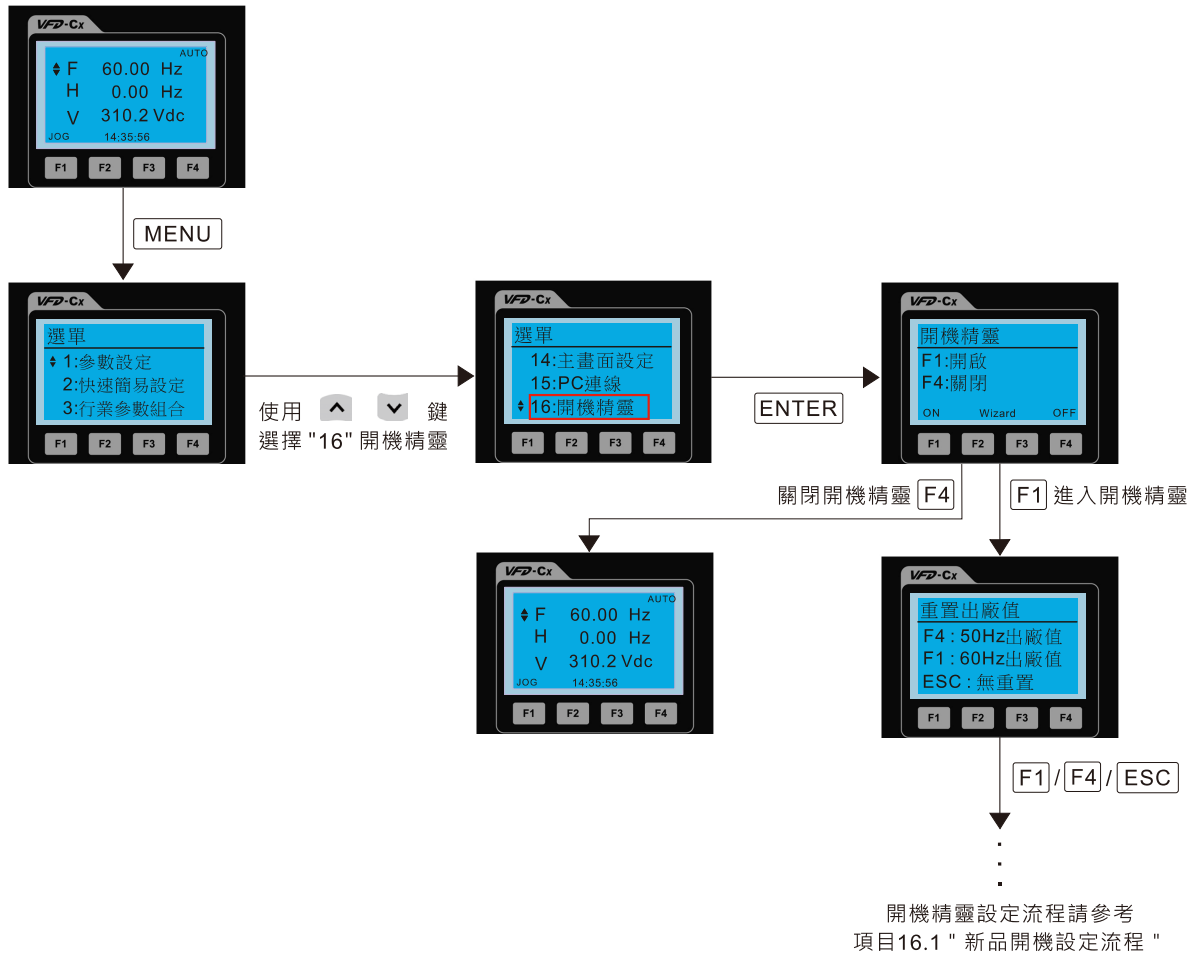 VFD-Cx
AUTO
F 60.00 Hz
H 0.00 Hz
V 310.2 Vdc
JOG 14:35:56
F1 F2 F3 F4
MENU
VFD-Cx
選單
1:參數設定
2:快速簡易設定
3:行業參數組合
F1 F2 F3 F4
使用 鍵
選擇 "16" 開機精靈
VFD-Cx
選單
14:主畫面設定
15:PC連線
16:開機精靈
F1 F2 F3 F4
ENTER
VFD-Cx
開機精靈
F1:開啟
F4:關閉
ON Wizard OFF
F1 F2 F3 F4
關閉開機精靈 F4
F1 進入開機精靈
VFD-Cx
AUTO
F 60.00 Hz
H 0.00 Hz
V 310.2 Vdc
JOG 14:35:56
F1 F2 F3 F4
VFD-Cx
重置出廠值
F4 : 50Hz出廠值
F1 : 60Hz出廠值
ESC : 無重置
F1 F2 F3 F4
F1 / F4 / ESC
開機精靈設定流程請參考
項目16.1 " 新品開機設定流程 "